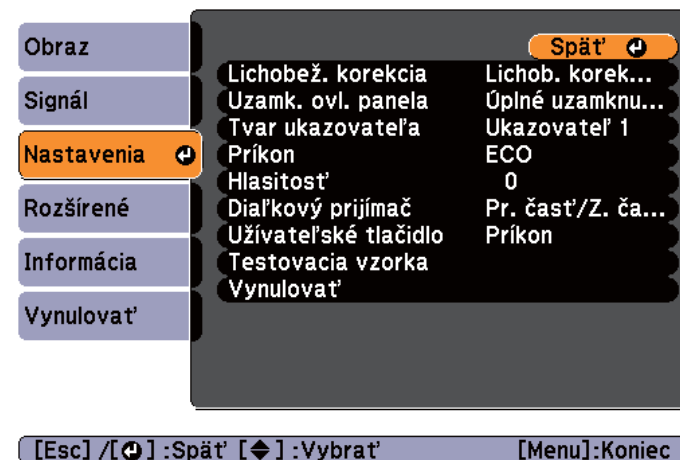 Obraz
Signál
Nastavenia
Rozšírené
Informácia
Vynulovať
Späť
Lichobež. korekcia Lichob. korek...
Uzamk. ovl. panela Úplné uzamknu...
Tvar ukazovateľa Ukazovateľ 1
Príkon ECO
Hlasitosť 0
Diaľkový prijímač Pr. časť/Z. ča...
Užívateľské tlačidlo Príkon
Testovacia vzorka
Vynulovať
[Esc] /[⏎] :Späť [◆] :Vybrať [Menu]:Koniec